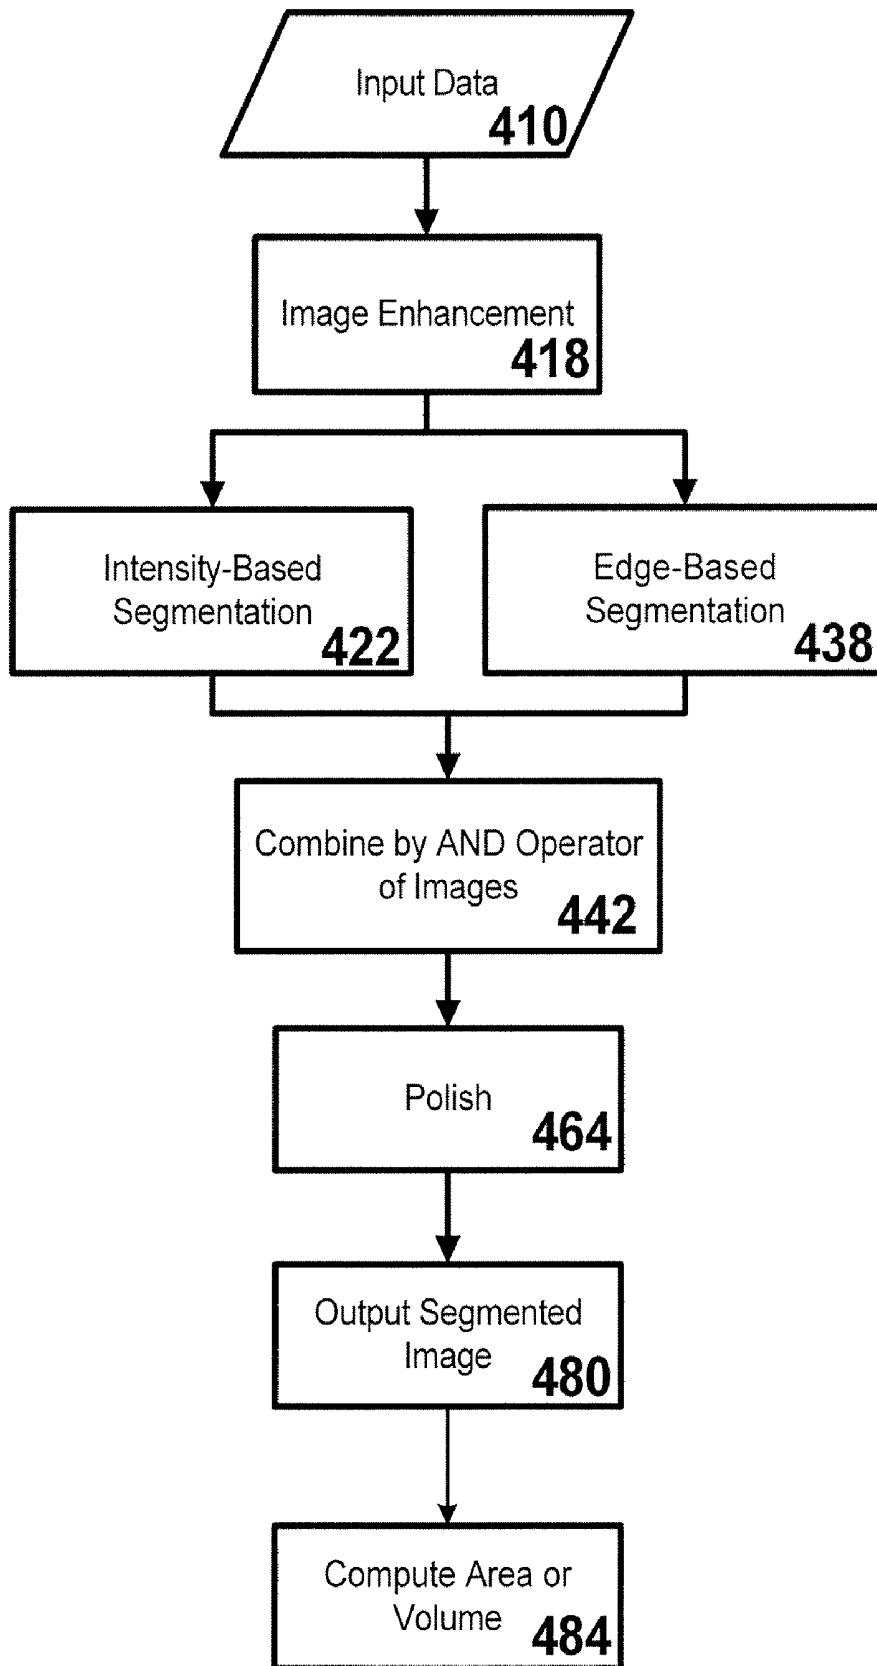 Input Data
410
Image Enhancement
418
Intensity-Based
Segmentation
422
Edge-Based
Segmentation
438
Combine by AND Operator
of Images
442
Polish
464
Output Segmented
Image
480
Compute Area or
Volume
484